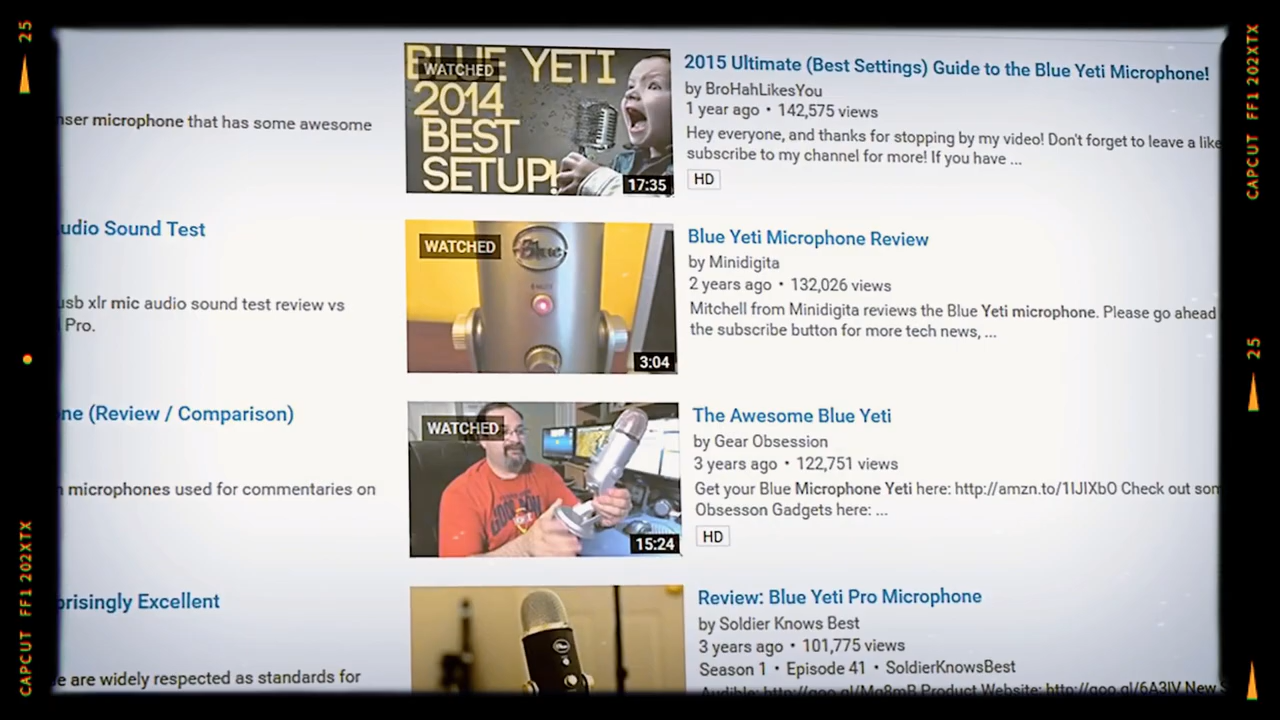 25
CAPCUT FF1 202XTX
CAPCUT FF1 202XTX
25
microphone that has some awesome
Audio Sound Test
usb xlr mic audio sound test review vs
Pro.
(Review / Comparison)
microphones used for commentaries on
Excellent
are widely respected as standards for
BLUE YETI
WATCHED
2014
BEST
SETUP!
17:35
2015 Ultimate (Best Settings) Guide to the Blue Yeti Microphone!
by BroHahLikesYou
1 year ago • 142,575 views
Hey everyone, and thanks for stopping by my video! Don't forget to leave a like
subscribe to my channel for more! If you have ...
HD
WATCHED
Blue
3:04
Blue Yeti Microphone Review
by Minidigita
2 years ago • 132,026 views
Mitchell from Minidigita reviews the Blue Yeti microphone. Please go ahead
the subscribe button for more tech news, ...
WATCHED
15:24
The Awesome Blue Yeti
by Gear Obsession
3 years ago • 122,751 views
Get your Blue Microphone Yeti here: http://amzn.to/1IJIXbO Check out
Obsesson Gadgets here: ...
HD
Review: Blue Yeti Pro Microphone
by Soldier Knows Best
3 years ago • 101,775 views
Season 1 • Episode 41 • SoldierKnowsBest
Audible: Product Website: http://goo.gl/6A3IV New